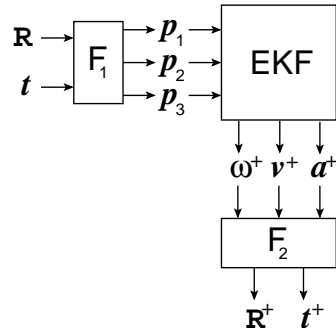 R
t
F₁
p₁
p₂
p₃
EKF
ω⁺ v⁺ a⁺
F₂
R⁺ t⁺